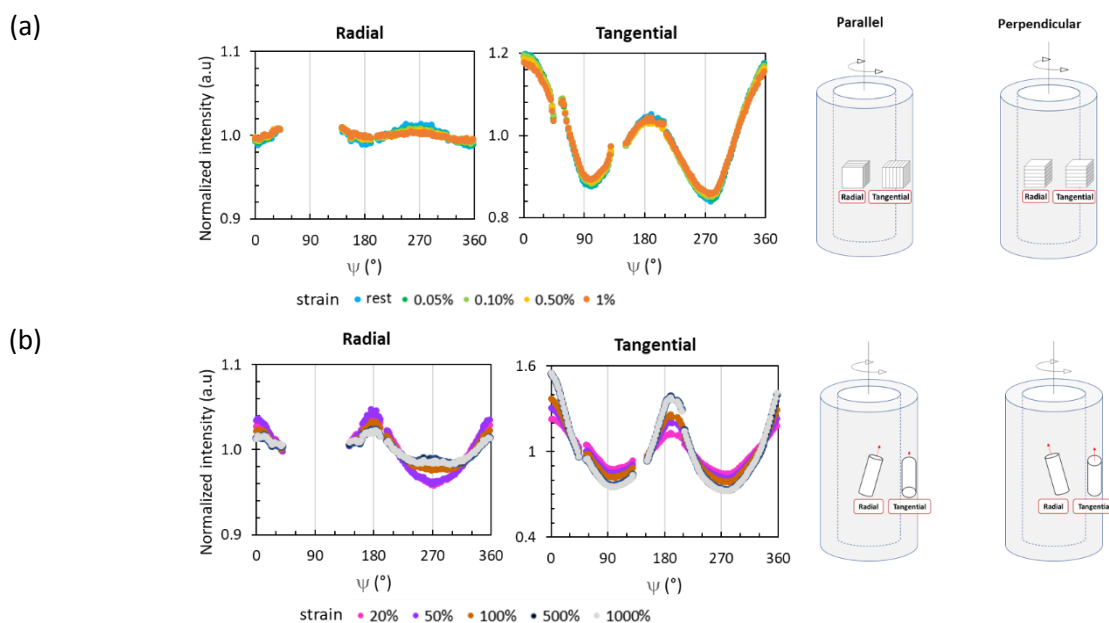 (a)
Radial
Tangential
Parallel
Perpendicular
Normalized intensity (a.u)
1.1
1.0
0.9
0 90 180 270 360
ψ (°)
1.2
1.0
0.8
0 90 180 270 360
ψ (°)
Radial Tangential
Radial Tangential
strain rest 0.05% 0.10% 0.50% 1%
(b)
Radial
Tangential
Normalized intensity (a.u)
1.1
1.0
0.9
0 90 180 270 360
ψ (°)
1.6
1
0.4
0 90 180 270 360
ψ (°)
Radial Tangential
Radial Tangential
strain 20% 50% 100% 500% 1000%